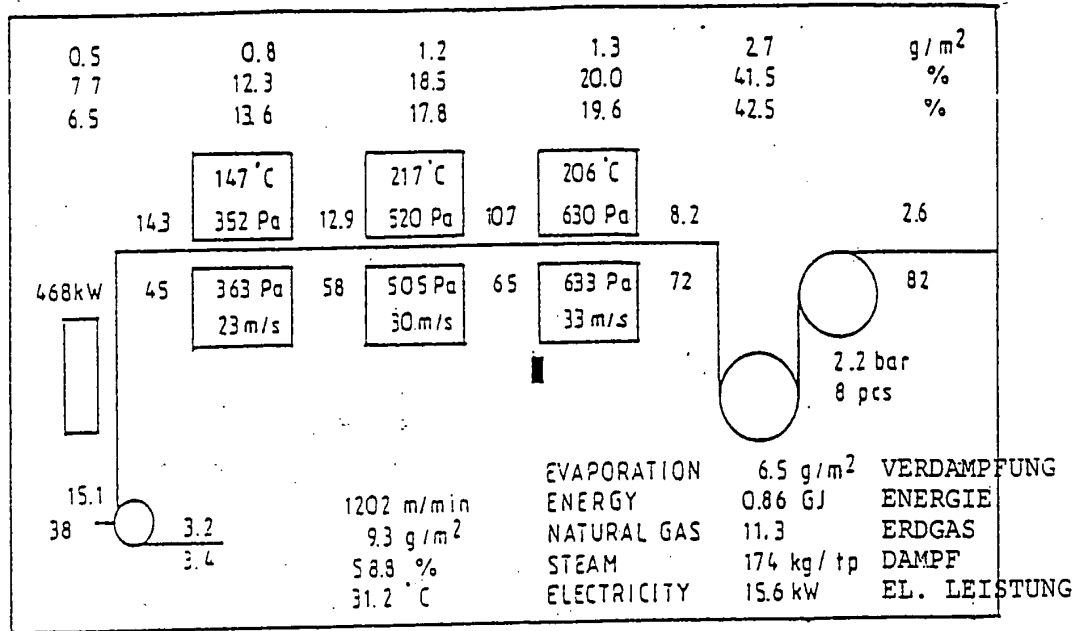 0.5 0.8 1.2 1.3 2.7 g/m²
7 7 12.3 18.5 20.0 41.5 %
6.5 13.6 17.8 19.6 42.5 %
147 °C 217 °C 206 °C
14.3 352 Pa 12.9 520 Pa 10.7 630 Pa 8.2 2.6
468kW 45 363 Pa 58 505 Pa 65 633 Pa 72 82
23 m/s 30 m/s 33 m/s
2.2 bar
8 pcs
EVAPORATION 6.5 g/m² VERDAMPFUNG
15.1 1202 m/min ENERGY 0.86 GJ ENERGIE
38 3.2 9.3 g/m² NATURAL GAS 11.3 ERDGAS
3.4 58.8 % STEAM 174 kg/tp DAMPF
31.2 °C ELECTRICITY 15.6 kW EL. LEISTUNG